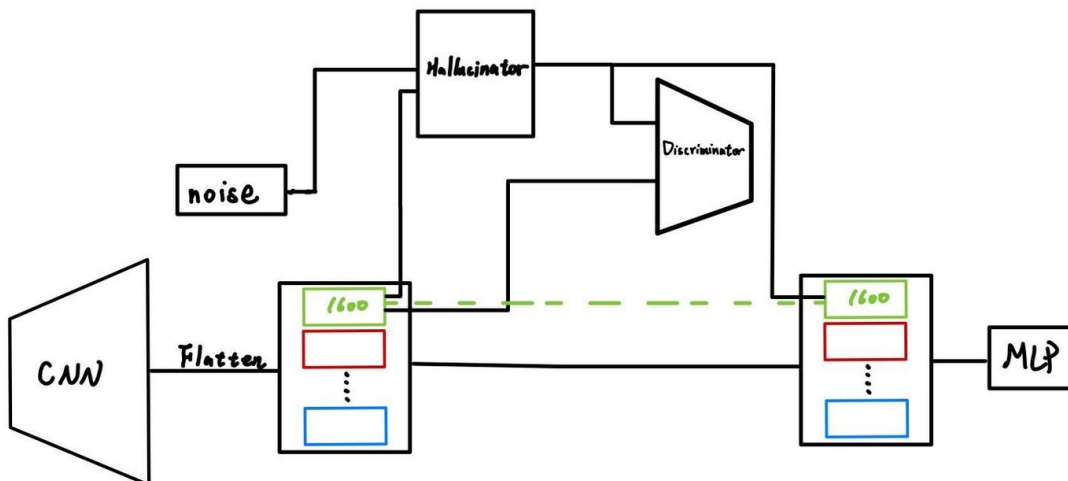 Hallucinator
Discriminator
noise
1600
1600
Flatten
CNN
MLP